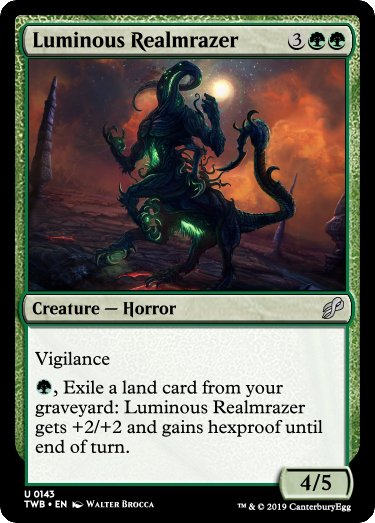 Luminous Realmrazer 3
Creature — Horror
Vigilance
, Exile a land card from your
graveyard: Luminous Realmrazer
gets +2/+2 and gains hexproof until
end of turn.
4/5
U 0143
TWB • EN Walter Brocca
™ & © 2019 CanterburyEgg